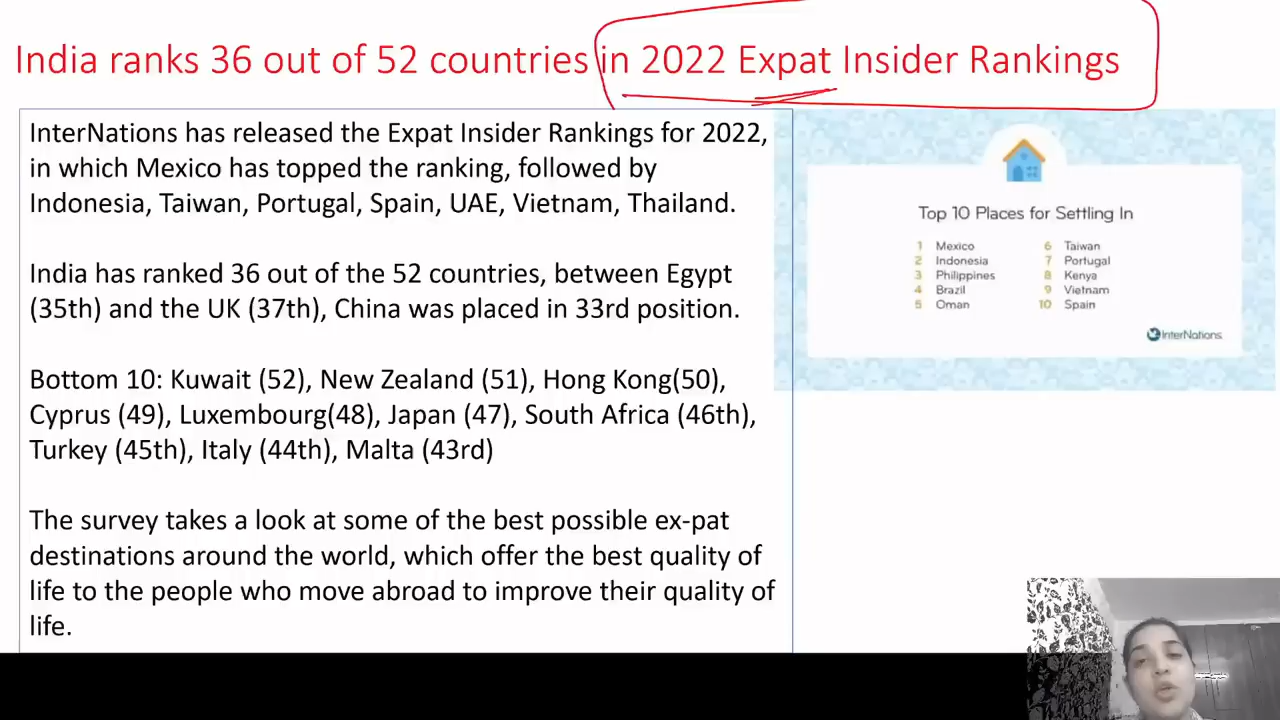 India ranks 36 out of 52 countries in 2022 Expat Insider Rankings
InterNations has released the Expat Insider Rankings for 2022,
in which Mexico has topped the ranking, followed by
Indonesia, Taiwan, Portugal, Spain, UAE, Vietnam, Thailand.
India has ranked 36 out of the 52 countries, between Egypt
(35th) and the UK (37th), China was placed in 33rd position.
Bottom 10: Kuwait (52), New Zealand (51), Hong Kong(50),
Cyprus (49), Luxembourg(48), Japan (47), South Africa (46th),
Turkey (45th), Italy (44th), Malta (43rd)
The survey takes a look at some of the best possible ex-pat
destinations around the world, which offer the best quality of
life to the people who move abroad to improve their quality of
life.
Top 10 Places for Settling In
1 Mexico
2 Indonesia
3 Philippines
4 Brazil
5 Oman
6 Taiwan
7 Portugal
8 Kenya
9 Vietnam
10 Spain
InterNations